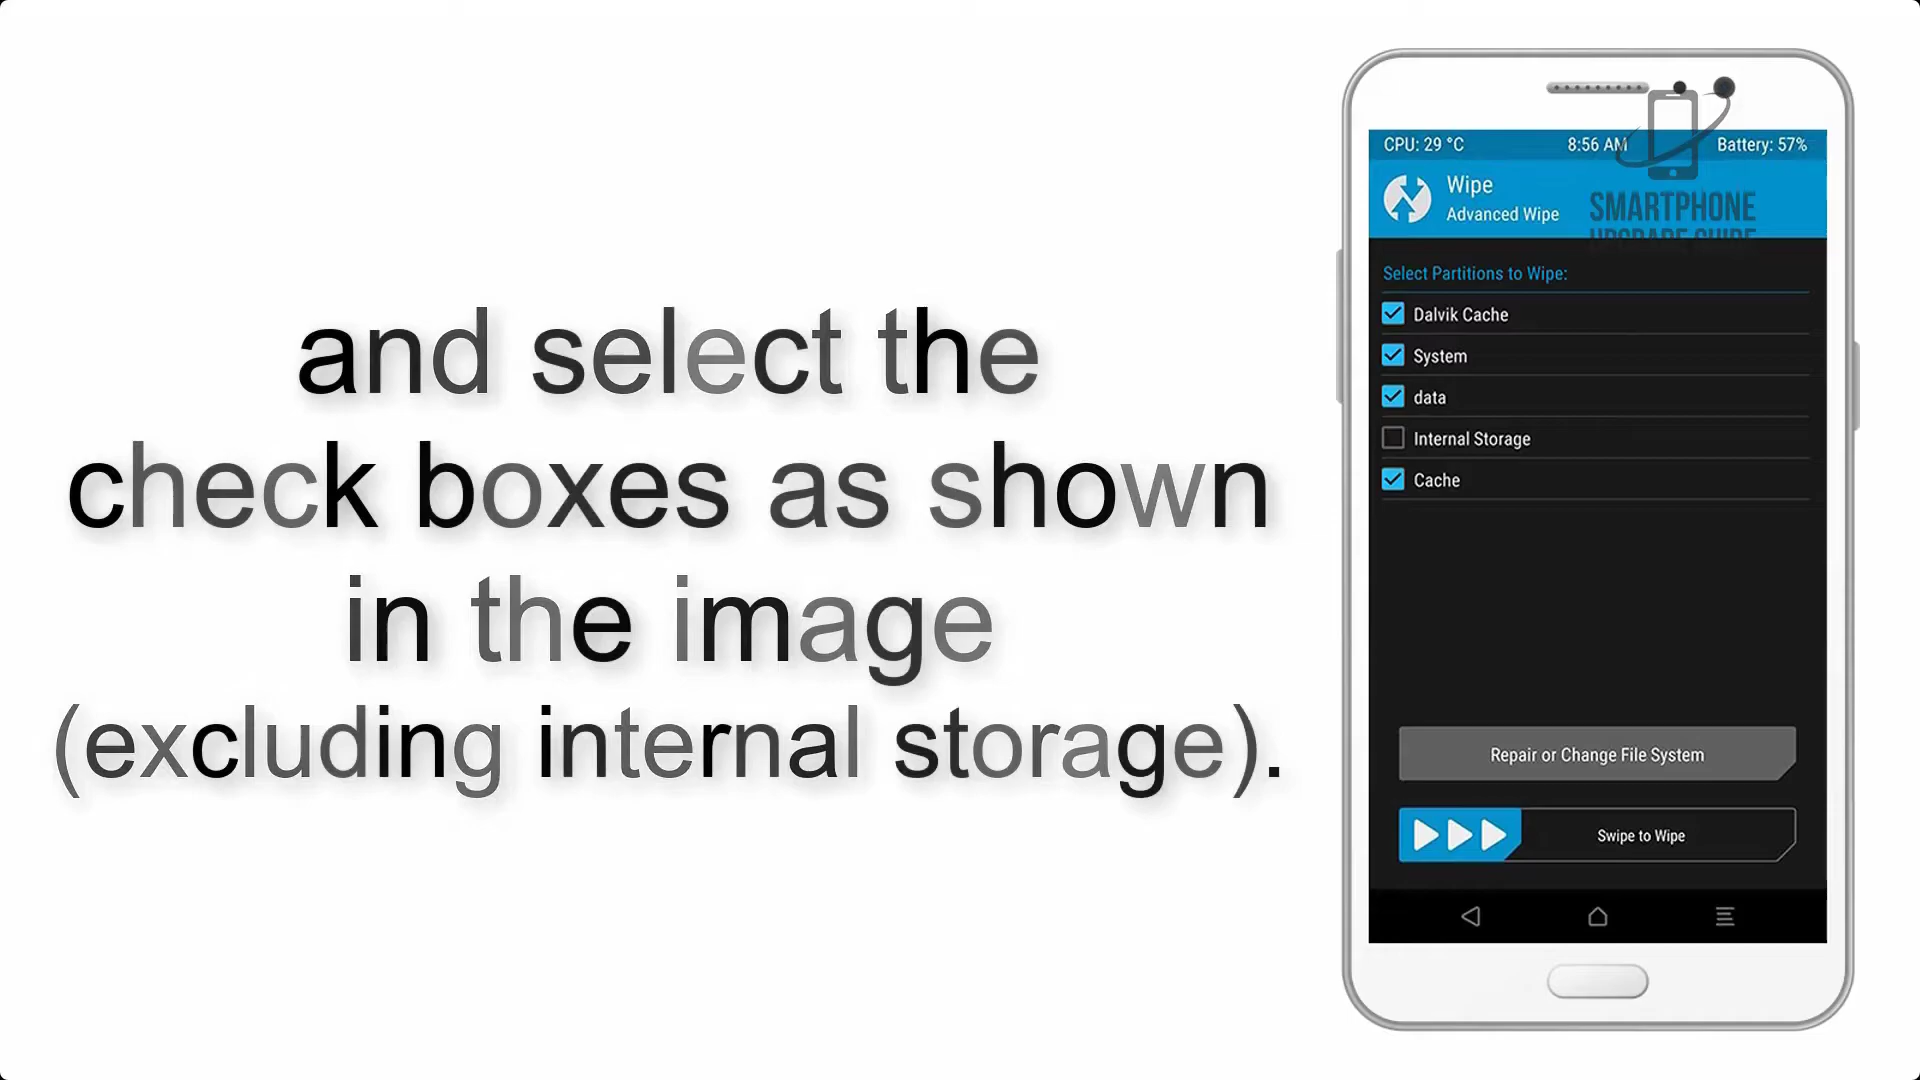 and select the
check boxes as shown
in the image
(excluding internal storage).
CPU: 29 °C 8:56 AM Battery: 57%
Wipe
Advanced Wipe
SMARTPHONE
UPGRADE GUIDE
Select Partitions to Wipe:
Dalvik Cache
System
data
Internal Storage
Cache
Repair or Change File System
Swipe to Wipe